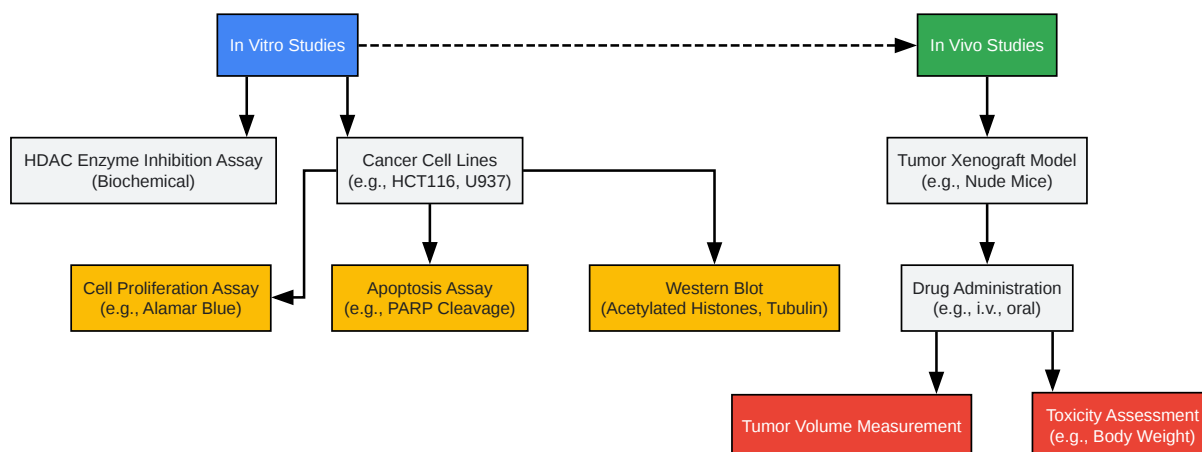 In Vitro Studies
In Vivo Studies
HDAC Enzyme Inhibition Assay
(Biochemical)
Cancer Cell Lines
(e.g., HCT116, U937)
Tumor Xenograft Model
(e.g., Nude Mice)
Cell Proliferation Assay
(e.g., Alamar Blue)
Apoptosis Assay
(e.g., PARP Cleavage)
Western Blot
(Acetylated Histones, Tubulin)
Drug Administration
(e.g., i.v., oral)
Tumor Volume Measurement
Toxicity Assessment
(e.g., Body Weight)